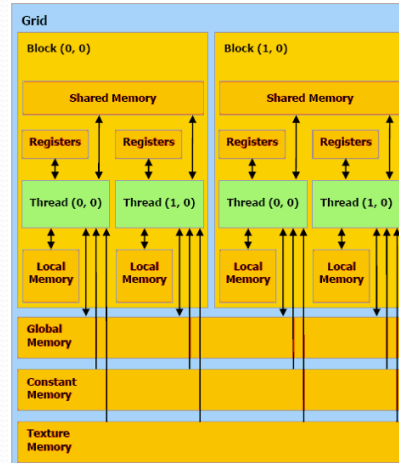 Grid
Block (0, 0)
Block (1, 0)
Shared Memory
Shared Memory
Registers
Registers
Registers
Registers
Thread (0, 0)
Thread (1, 0)
Thread (0, 0)
Thread (1, 0)
Local
Memory
Local
Memory
Local
Memory
Local
Memory
Global
Memory
Constant
Memory
Texture
Memory